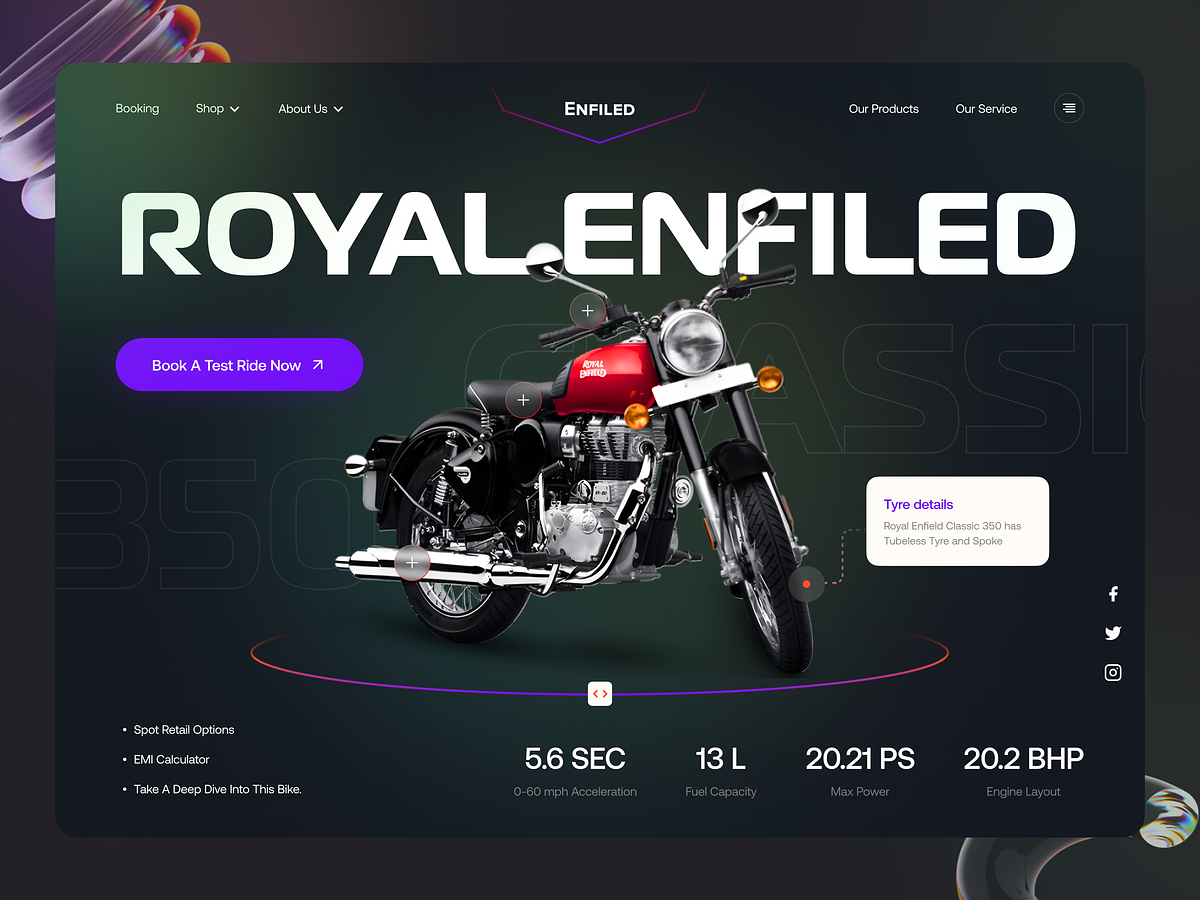 Booking
Shop
About Us
ENFILED
Our Products
Our Service
ROYAL ENFILED
Book A Test Ride Now
CLASSIC
350
ROYAL
ENFIELD
Tyre details
Royal Enfield Classic 350 has
Tubeless Tyre and Spoke
Spot Retail Options
EMI Calculator
Take A Deep Dive Into This Bike.
5.6 SEC
0-60 mph Acceleration
13 L
Fuel Capacity
20.21 PS
Max Power
20.2 BHP
Engine Layout